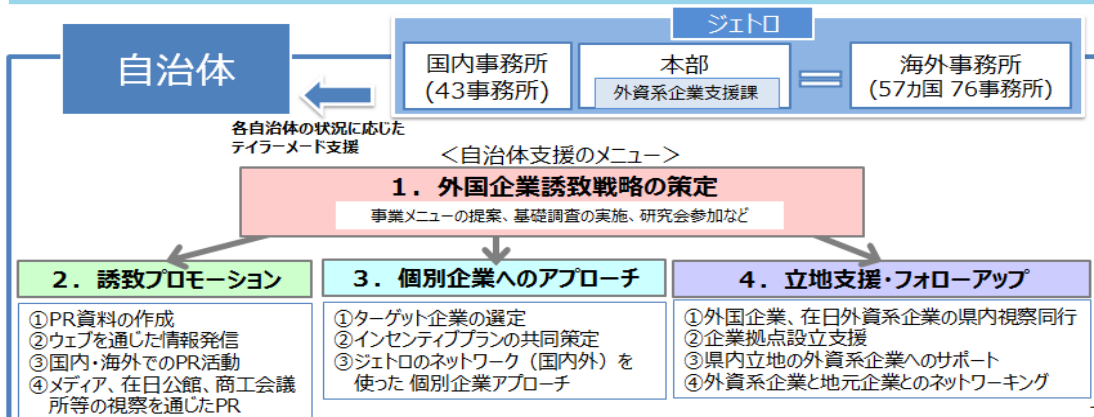 ジェトロ
自治体
国内事務所
(43事務所)
本部
外資系企業支援課
海外事務所
(57カ国 76事務所)
各自治体の状況に応じた
テイラーメード支援
＜自治体支援のメニュー＞
１．外国企業誘致戦略の策定
事業メニューの提案、基礎調査の実施、研究会参加など
２．誘致プロモーション
①PR資料の作成
②ウェブを通じた情報発信
③国内・海外でのPR活動
④メディア、在日公館、商工会議
所等の視察を通じたPR
３．個別企業へのアプローチ
①ターゲット企業の選定
②インセンティブプランの共同策定
③ジェトロのネットワーク（国内外）を
使った 個別企業アプローチ
４．立地支援・フォローアップ
①外国企業、在日外資系企業の県内視察同行
②企業拠点設立支援
③県内立地の外資系企業へのサポート
④外資系企業と地元企業とのネットワーキング